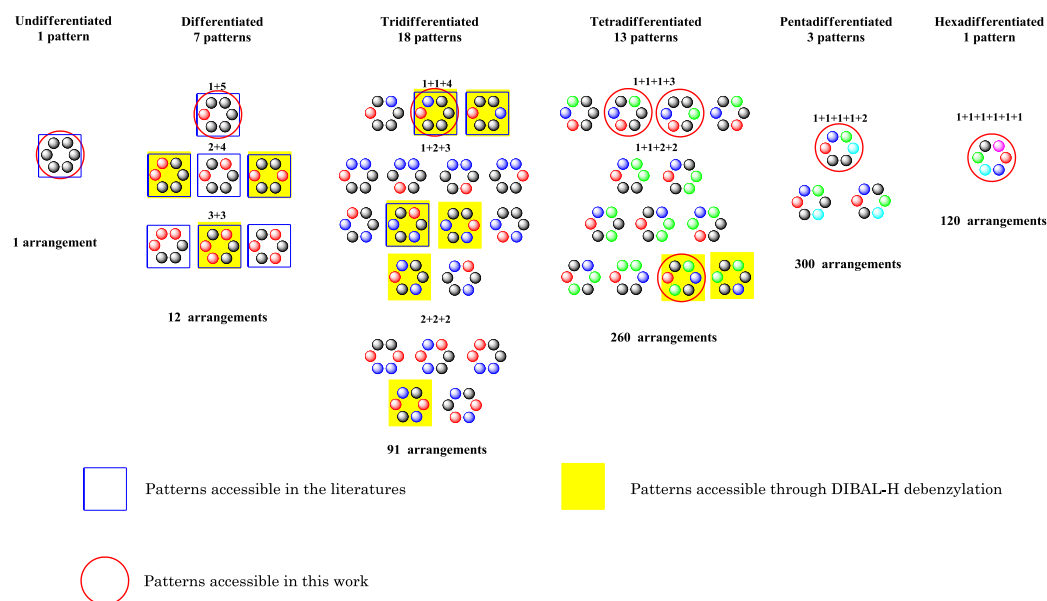 Undifferentiated
1 pattern
Differentiated
7 patterns
Tridifferentiated
18 patterns
Tetradifferentiated
13 patterns
Pentadifferentiated
3 patterns
Hexadifferentiated
1 pattern
1+5
1+1+4
1+1+1+3
1+1+1+1+2
1+1+1+1+1+1
2+4
1+2+3
1+1+2+2
3+3
1 arrangement
120 arrangements
300 arrangements
12 arrangements
2+2+2
260 arrangements
91 arrangements
Patterns accessible in the literatures
Patterns accessible through DIBAL-H debenzylation
Patterns accessible in this work